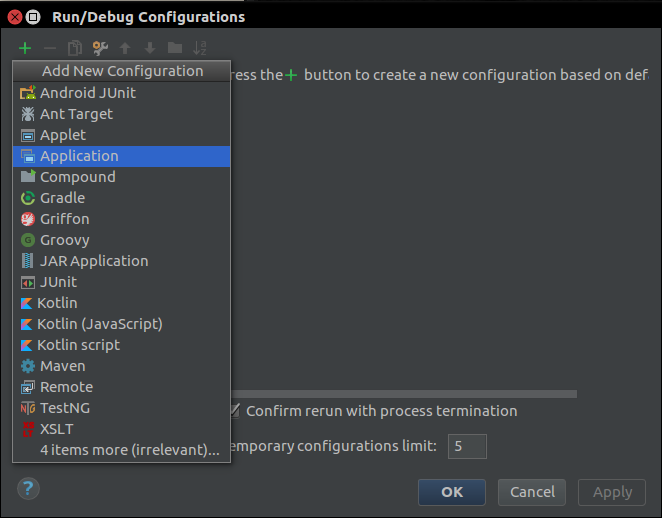 Run/Debug Configurations
Add New Configuration
ress the + button to create a new configuration based on def
Android JUnit
Ant Target
Applet
Application
Compound
Gradle
Griffon
Groovy
JAR Application
JUnit
Kotlin
Kotlin (JavaScript)
Kotlin script
Maven
Remote
TestNG
XSLT
4 items more (irrelevant)...
Confirm rerun with process termination
emporary configurations limit: 5
? OK Cancel Apply